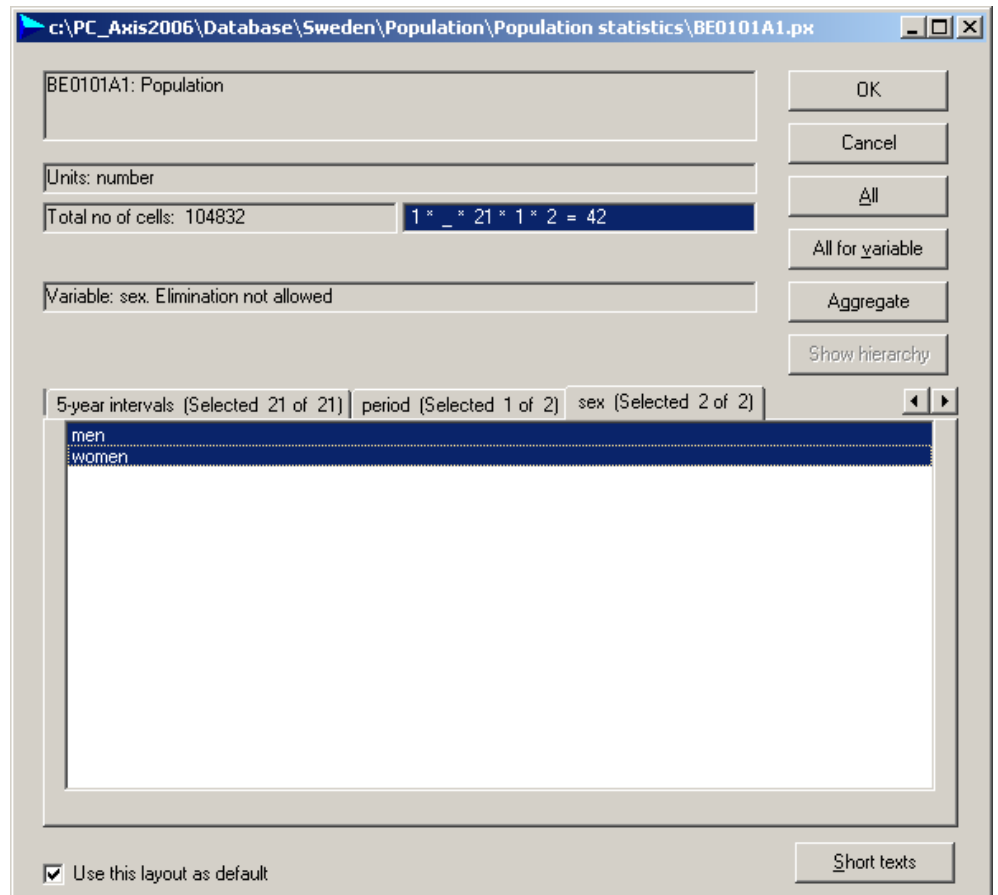 c:\PC_Axis2006\Database\Sweden\Population\Population statistics\BE0101A1.px
BE0101A1: Population
OK
Cancel
Units: number
All
Total no of cells: 104832
1 * _ * 21 * 1 * 2 = 42
All for variable
Variable: sex. Elimination not allowed
Aggregate
Show hierarchy
5-year intervals (Selected 21 of 21)
period (Selected 1 of 2)
sex (Selected 2 of 2)
men
women
Use this layout as default
Short texts